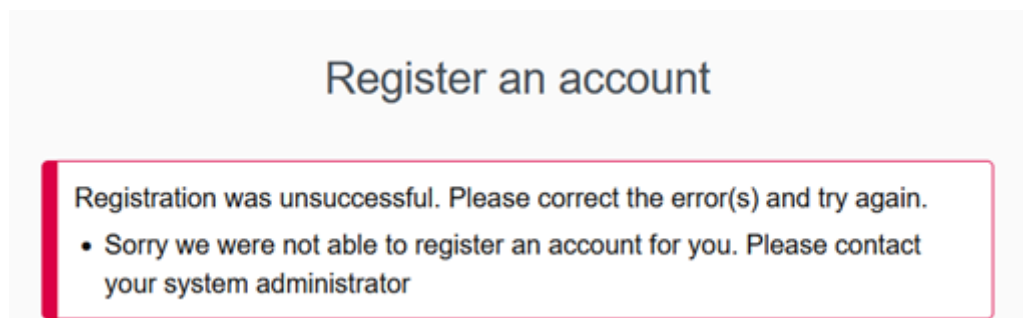 Register an account
Registration was unsuccessful. Please correct the error(s) and try again.
• Sorry we were not able to register an account for you. Please contact
your system administrator